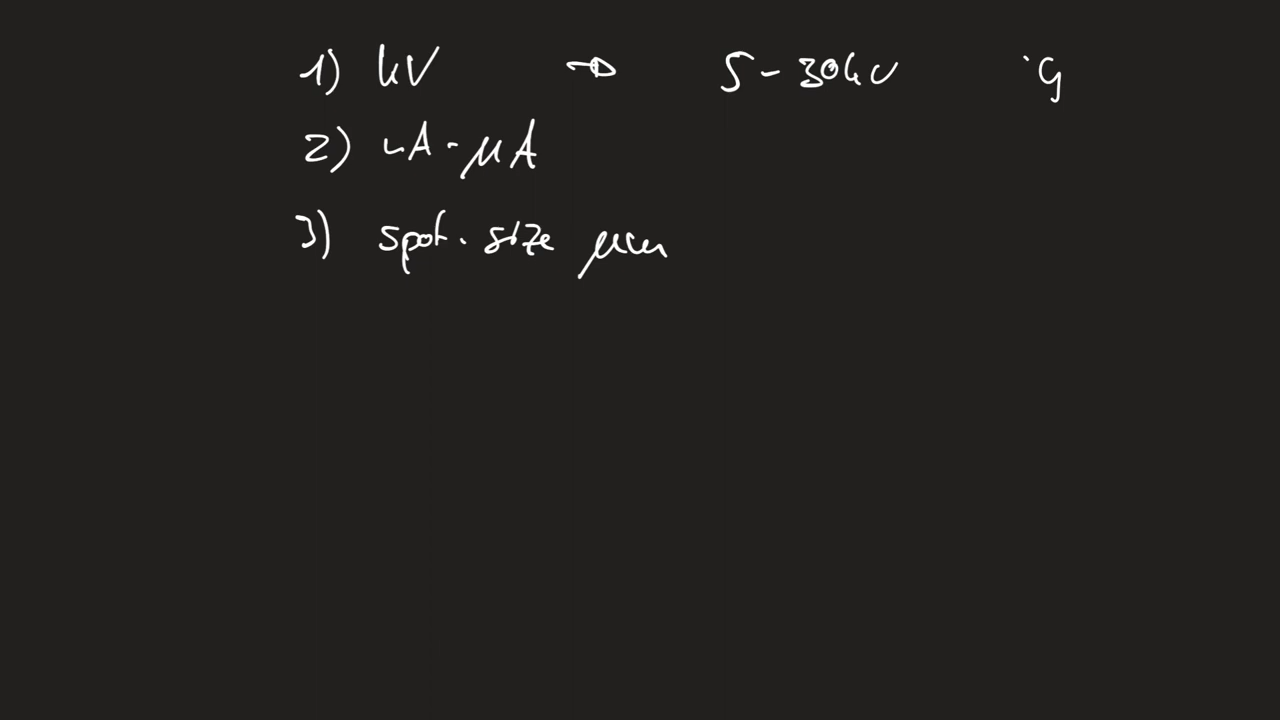 1) kV → 5-30kV
2) nA - μA
3) spot. size μm